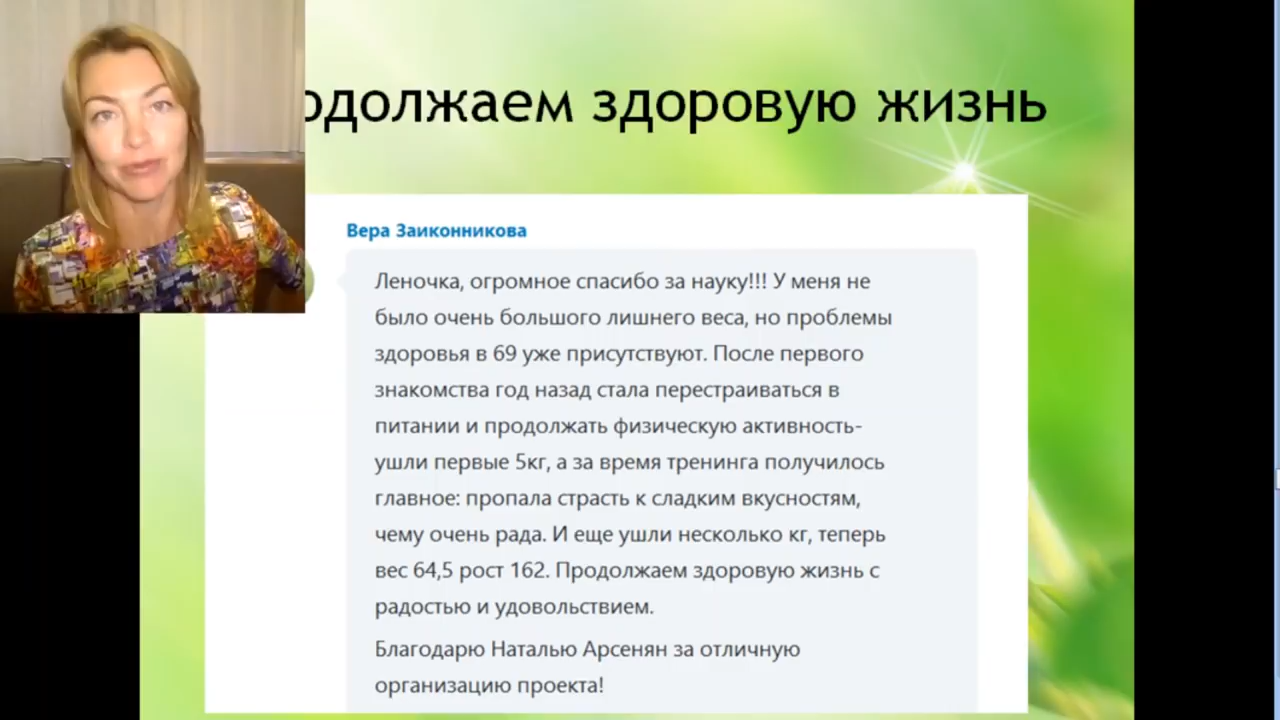 одолжаем здоровую жизнь
Вера Заиконникова
Леночка, огромное спасибо за науку!!! У меня не
было очень большого лишнего веса, но проблемы
здоровья в 69 уже присутствуют. После первого
знакомства год назад стала перестраиваться в
питании и продолжать физическую активность-
ушли первые 5кг, а за время тренинга получилось
главное: пропала страсть к сладким вкусностям,
чему очень рада. И еще ушли несколько кг, теперь
вес 64,5 рост 162. Продолжаем здоровую жизнь с
радостью и удовольствием.
Благодарю Наталью Арсенян за отличную
организацию проекта!